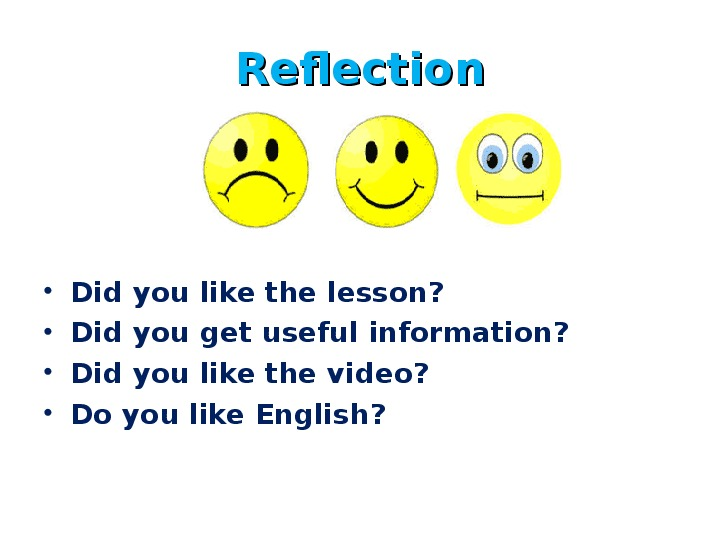 Reflection
• Did you like the lesson?
• Did you get useful information?
• Did you like the video?
• Do you like English?